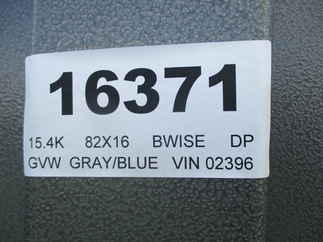 16371
15.4K 82X16 BWISE DP
GVW GRAY/BLUE VIN 02396